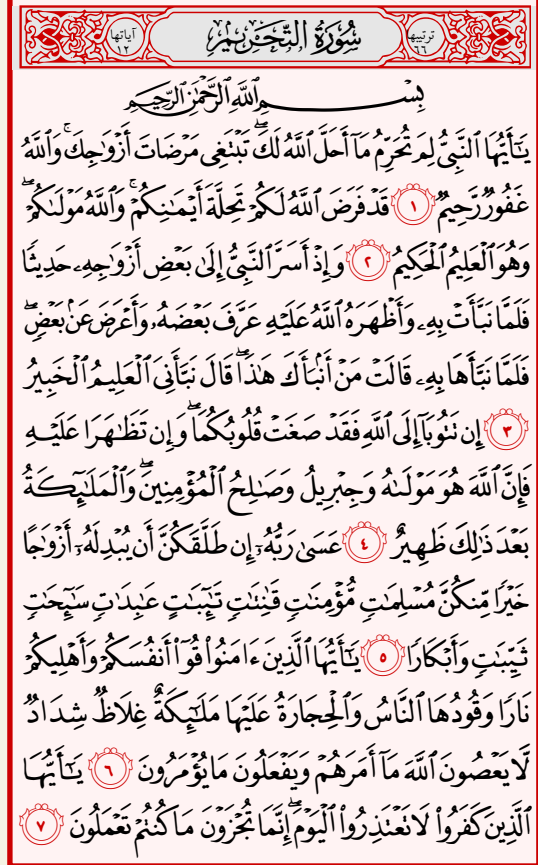 ترتيبها ٦٦ سُورَةُ التَّحْرِيمِ آياتها ١٢
بِسْمِ ٱللَّهِ ٱلرَّحْمَٰنِ ٱلرَّحِيمِ
يَٰٓأَيُّهَا ٱلنَّبِيُّ لِمَ تُحَرِّمُ مَآ أَحَلَّ ٱللَّهُ لَكَۖ تَبْتَغِي مَرْضَاتَ أَزْوَٰجِكَۚ وَٱللَّهُ
غَفُورٞ رَّحِيمٞ ١ قَدْ فَرَضَ ٱللَّهُ لَكُمْ تَحِلَّةَ أَيْمَٰنِكُمْۚ وَٱللَّهُ مَوْلَىٰكُمْۖ
وَهُوَ ٱلْعَلِيمُ ٱلْحَكِيمُ ٢ وَإِذْ أَسَرَّ ٱلنَّبِيُّ إِلَىٰ بَعْضِ أَزْوَٰجِهِۦ حَدِيثٗا
فَلَمَّا نَبَّأَتْ بِهِۦ وَأَظْهَرَهُ ٱللَّهُ عَلَيْهِ عَرَّفَ بَعْضَهُۥ وَأَعْرَضَ عَنۢ بَعْضٖۖ
فَلَمَّا نَبَّأَهَا بِهِۦ قَالَتْ مَنْ أَنۢبَأَكَ هَٰذَاۖ قَالَ نَبَّأَنِيَ ٱلْعَلِيمُ ٱلْخَبِيرُ
٣ إِن تَتُوبَآ إِلَى ٱللَّهِ فَقَدْ صَغَتْ قُلُوبُكُمَاۖ وَإِن تَظَٰهَرَا عَلَيْهِ
فَإِنَّ ٱللَّهَ هُوَ مَوْلَىٰهُ وَجِبْرِيلُ وَصَٰلِحُ ٱلْمُؤْمِنِينَۖ وَٱلْمَلَٰٓئِكَةُ
بَعْدَ ذَٰلِكَ ظَهِيرٌ ٤ عَسَىٰ رَبُّهُۥٓ إِن طَلَّقَكُنَّ أَن يُبْدِلَهُۥٓ أَزْوَٰجًا
خَيْرٗا مِّنكُنَّ مُسْلِمَٰتٖ مُّؤْمِنَٰتٖ قَٰنِتَٰتٖ تَٰٓئِبَٰتٍ عَٰبِدَٰتٖ سَٰٓئِحَٰتٖ
ثَيِّبَٰتٖ وَأَبْكَارٗا ٥ يَٰٓأَيُّهَا ٱلَّذِينَ ءَامَنُوا۟ قُوٓا۟ أَنفُسَكُمْ وَأَهْلِيكُمْ
نَارٗا وَقُودُهَا ٱلنَّاسُ وَٱلْحِجَارَةُ عَلَيْهَا مَلَٰٓئِكَةٌ غِلَاظٞ شِدَادٞ
لَّا يَعْصُونَ ٱللَّهَ مَآ أَمَرَهُمْ وَيَفْعَلُونَ مَا يُؤْمَرُونَ ٦ يَٰٓأَيُّهَا
ٱلَّذِينَ كَفَرُوا۟ لَا تَعْتَذِرُوا۟ ٱلْيَوْمَۖ إِنَّمَا تُجْزَوْنَ مَا كُنتُمْ تَعْمَلُونَ ٧